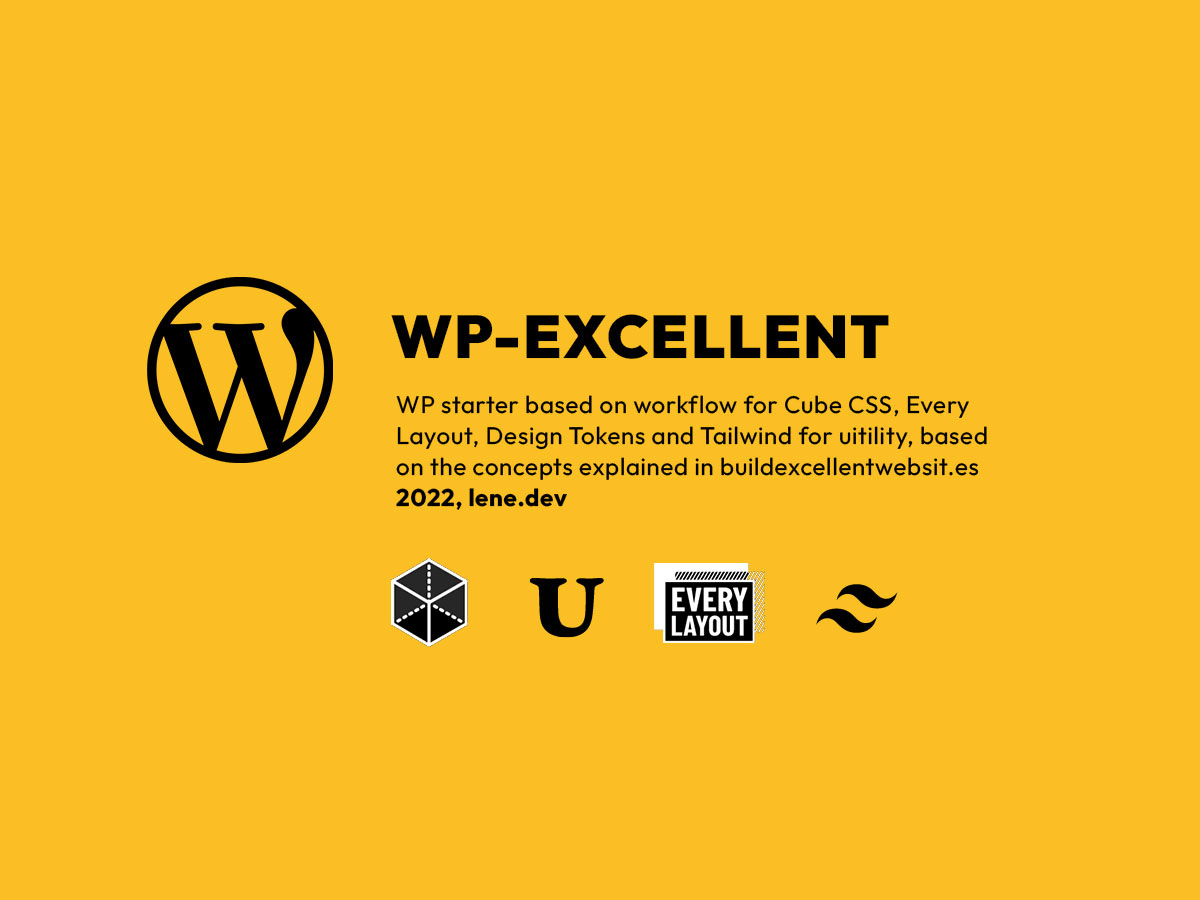 W
WP-EXCELLENT
WP starter based on workflow for Cube CSS, Every
Layout, Design Tokens and Tailwind for uitility, based
on the concepts explained in buildexcellentwebsit.es
2022, lene.dev
U
EVERY
LAYOUT